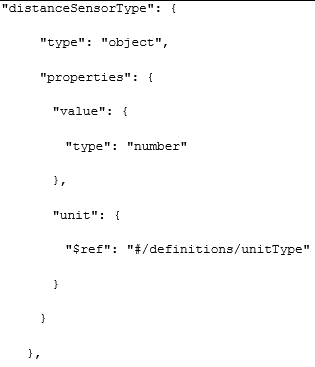 "distanceSensorType": {
"type": "object",
"properties": {
"value": {
"type": "number"
},
"unit": {
"$ref": "#/definitions/unitType"
}
}
},